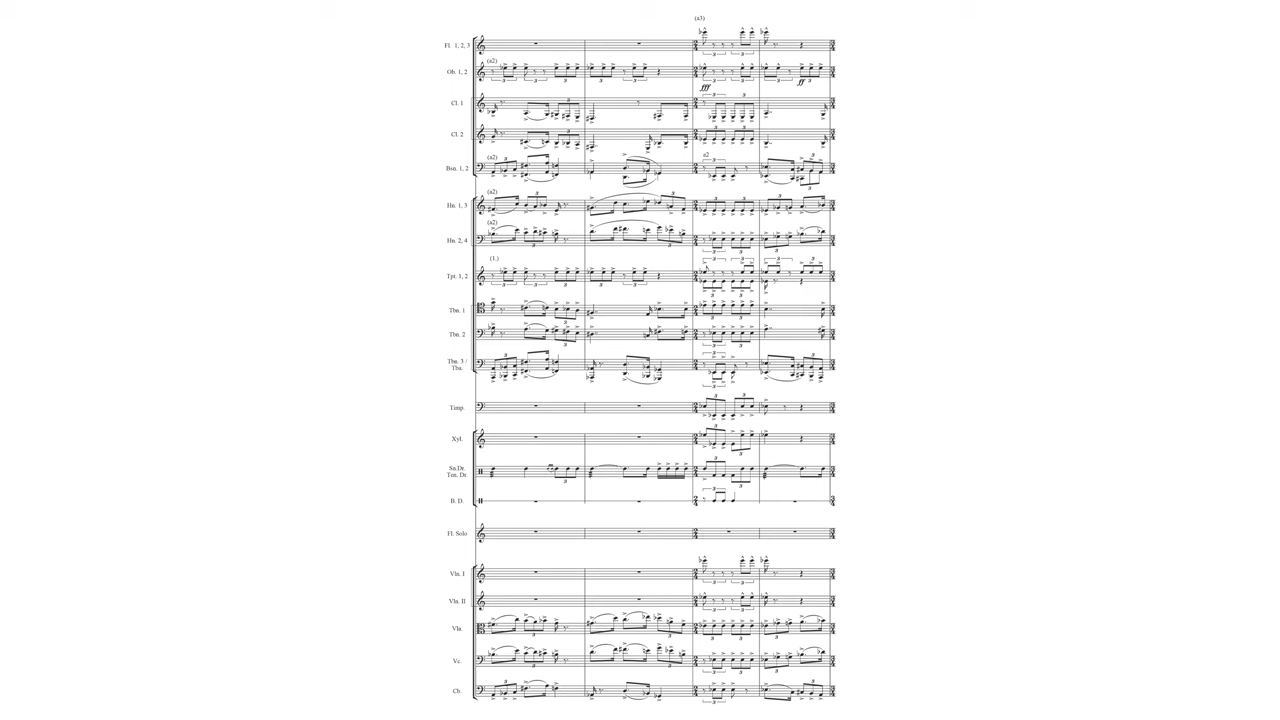 (a3)
Fl. 1, 2, 3
(a2)
Ob. 1, 2
fff
ff
Cl. 1
Cl. 2
(a2)
a2
Bsn. 1, 2
(a2)
Hn. 1, 3
(a2)
Hn. 2, 4
(1.)
Tpt. 1, 2
Tbn. 1
Tbn. 2
Tbn. 3 /
Tba.
Timp.
Xyl.
Sn.Dr.
Ten. Dr.
B. D.
Fl. Solo
Vln. I
Vln. II
Vla.
Vc.
Cb.